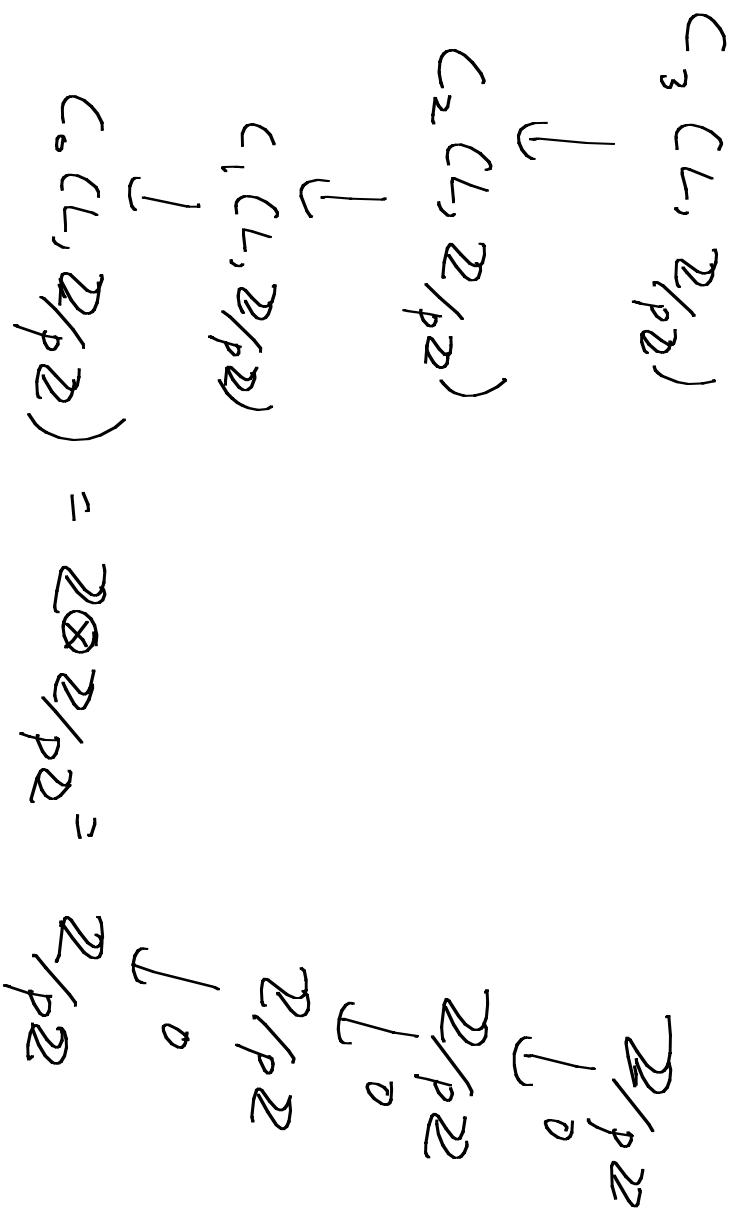 C₃(L, ℤ/pℤ) ℤ/pℤ
↓ ↓ 0
C₂(L, ℤ/pℤ) ℤ/pℤ
↓ ↓ 0
C₁(L, ℤ/pℤ) ℤ/pℤ
↓ ↓ 0
C₀(L, ℤ/pℤ) = ℤ⊗ℤ/pℤ = ℤ/pℤ